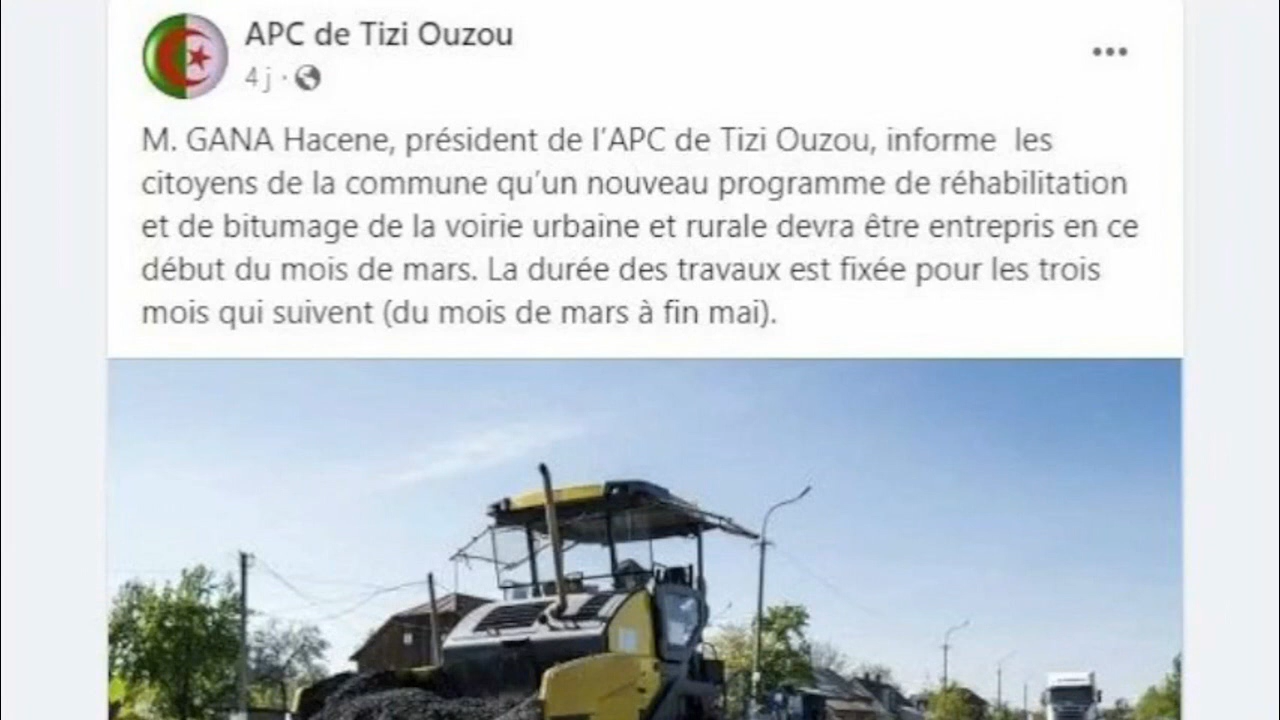 APC de Tizi Ouzou
4 j ·
M. GANA Hacene, président de l’APC de Tizi Ouzou, informe  les
citoyens de la commune qu’un nouveau programme de réhabilitation
et de bitumage de la voirie urbaine et rurale devra être entrepris en ce
début du mois de mars. La durée des travaux est fixée pour les trois
mois qui suivent (du mois de mars à fin mai).